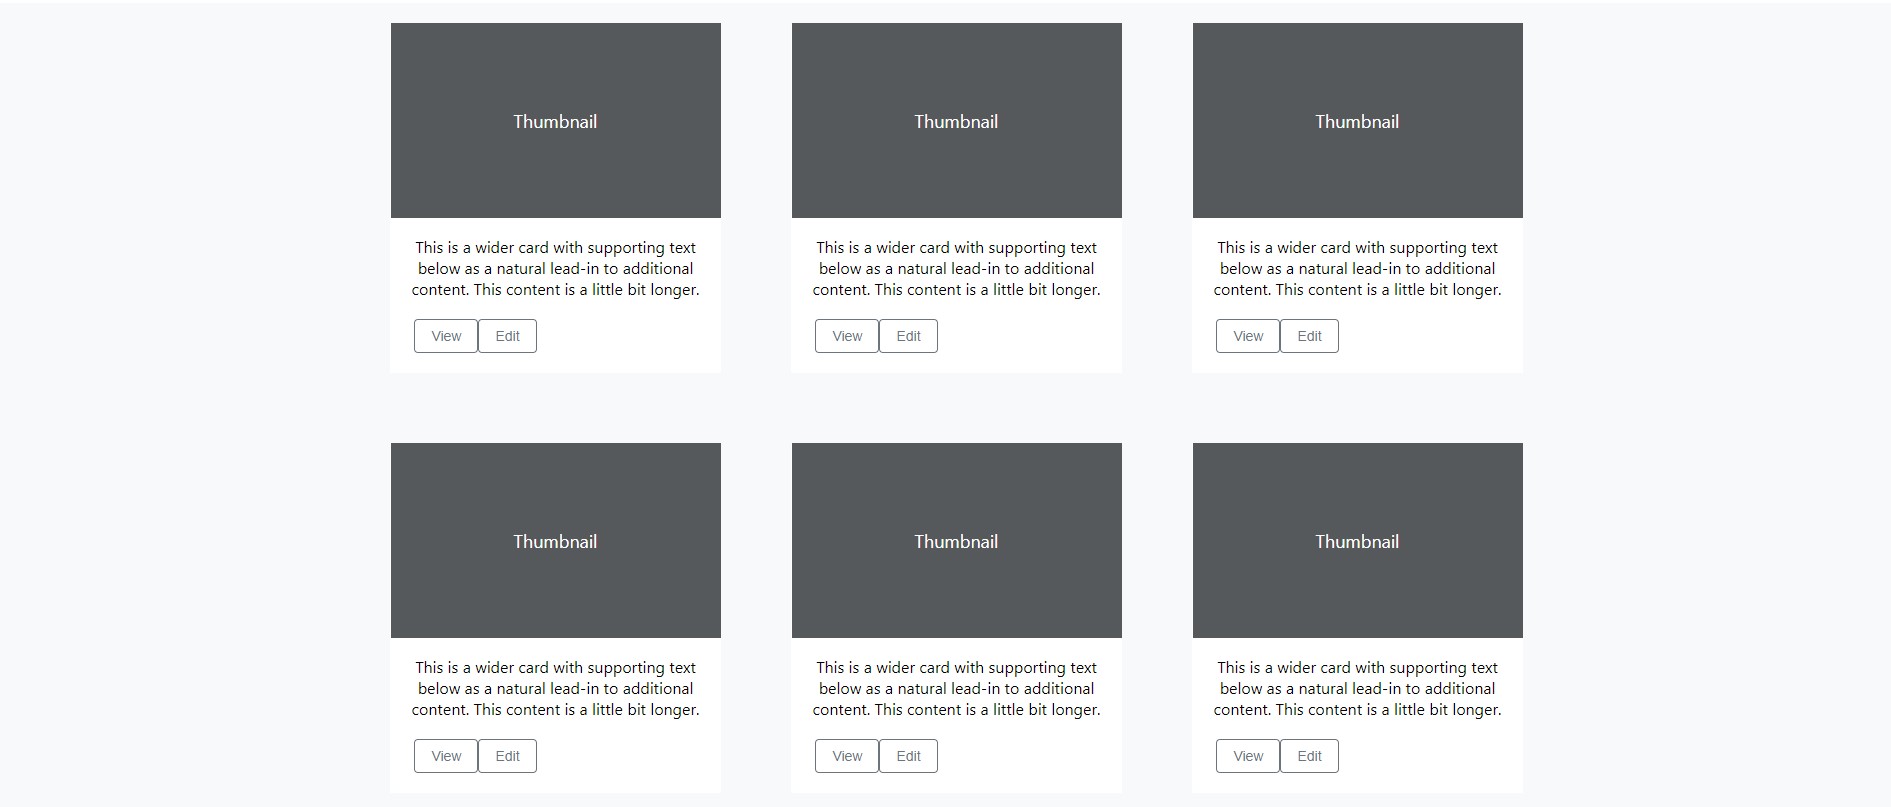 Thumbnail
This is a wider card with supporting text
below as a natural lead-in to additional
content. This content is a little bit longer.
View Edit
Thumbnail
This is a wider card with supporting text
below as a natural lead-in to additional
content. This content is a little bit longer.
View Edit
Thumbnail
This is a wider card with supporting text
below as a natural lead-in to additional
content. This content is a little bit longer.
View Edit
Thumbnail
This is a wider card with supporting text
below as a natural lead-in to additional
content. This content is a little bit longer.
View Edit
Thumbnail
This is a wider card with supporting text
below as a natural lead-in to additional
content. This content is a little bit longer.
View Edit
Thumbnail
This is a wider card with supporting text
below as a natural lead-in to additional
content. This content is a little bit longer.
View Edit